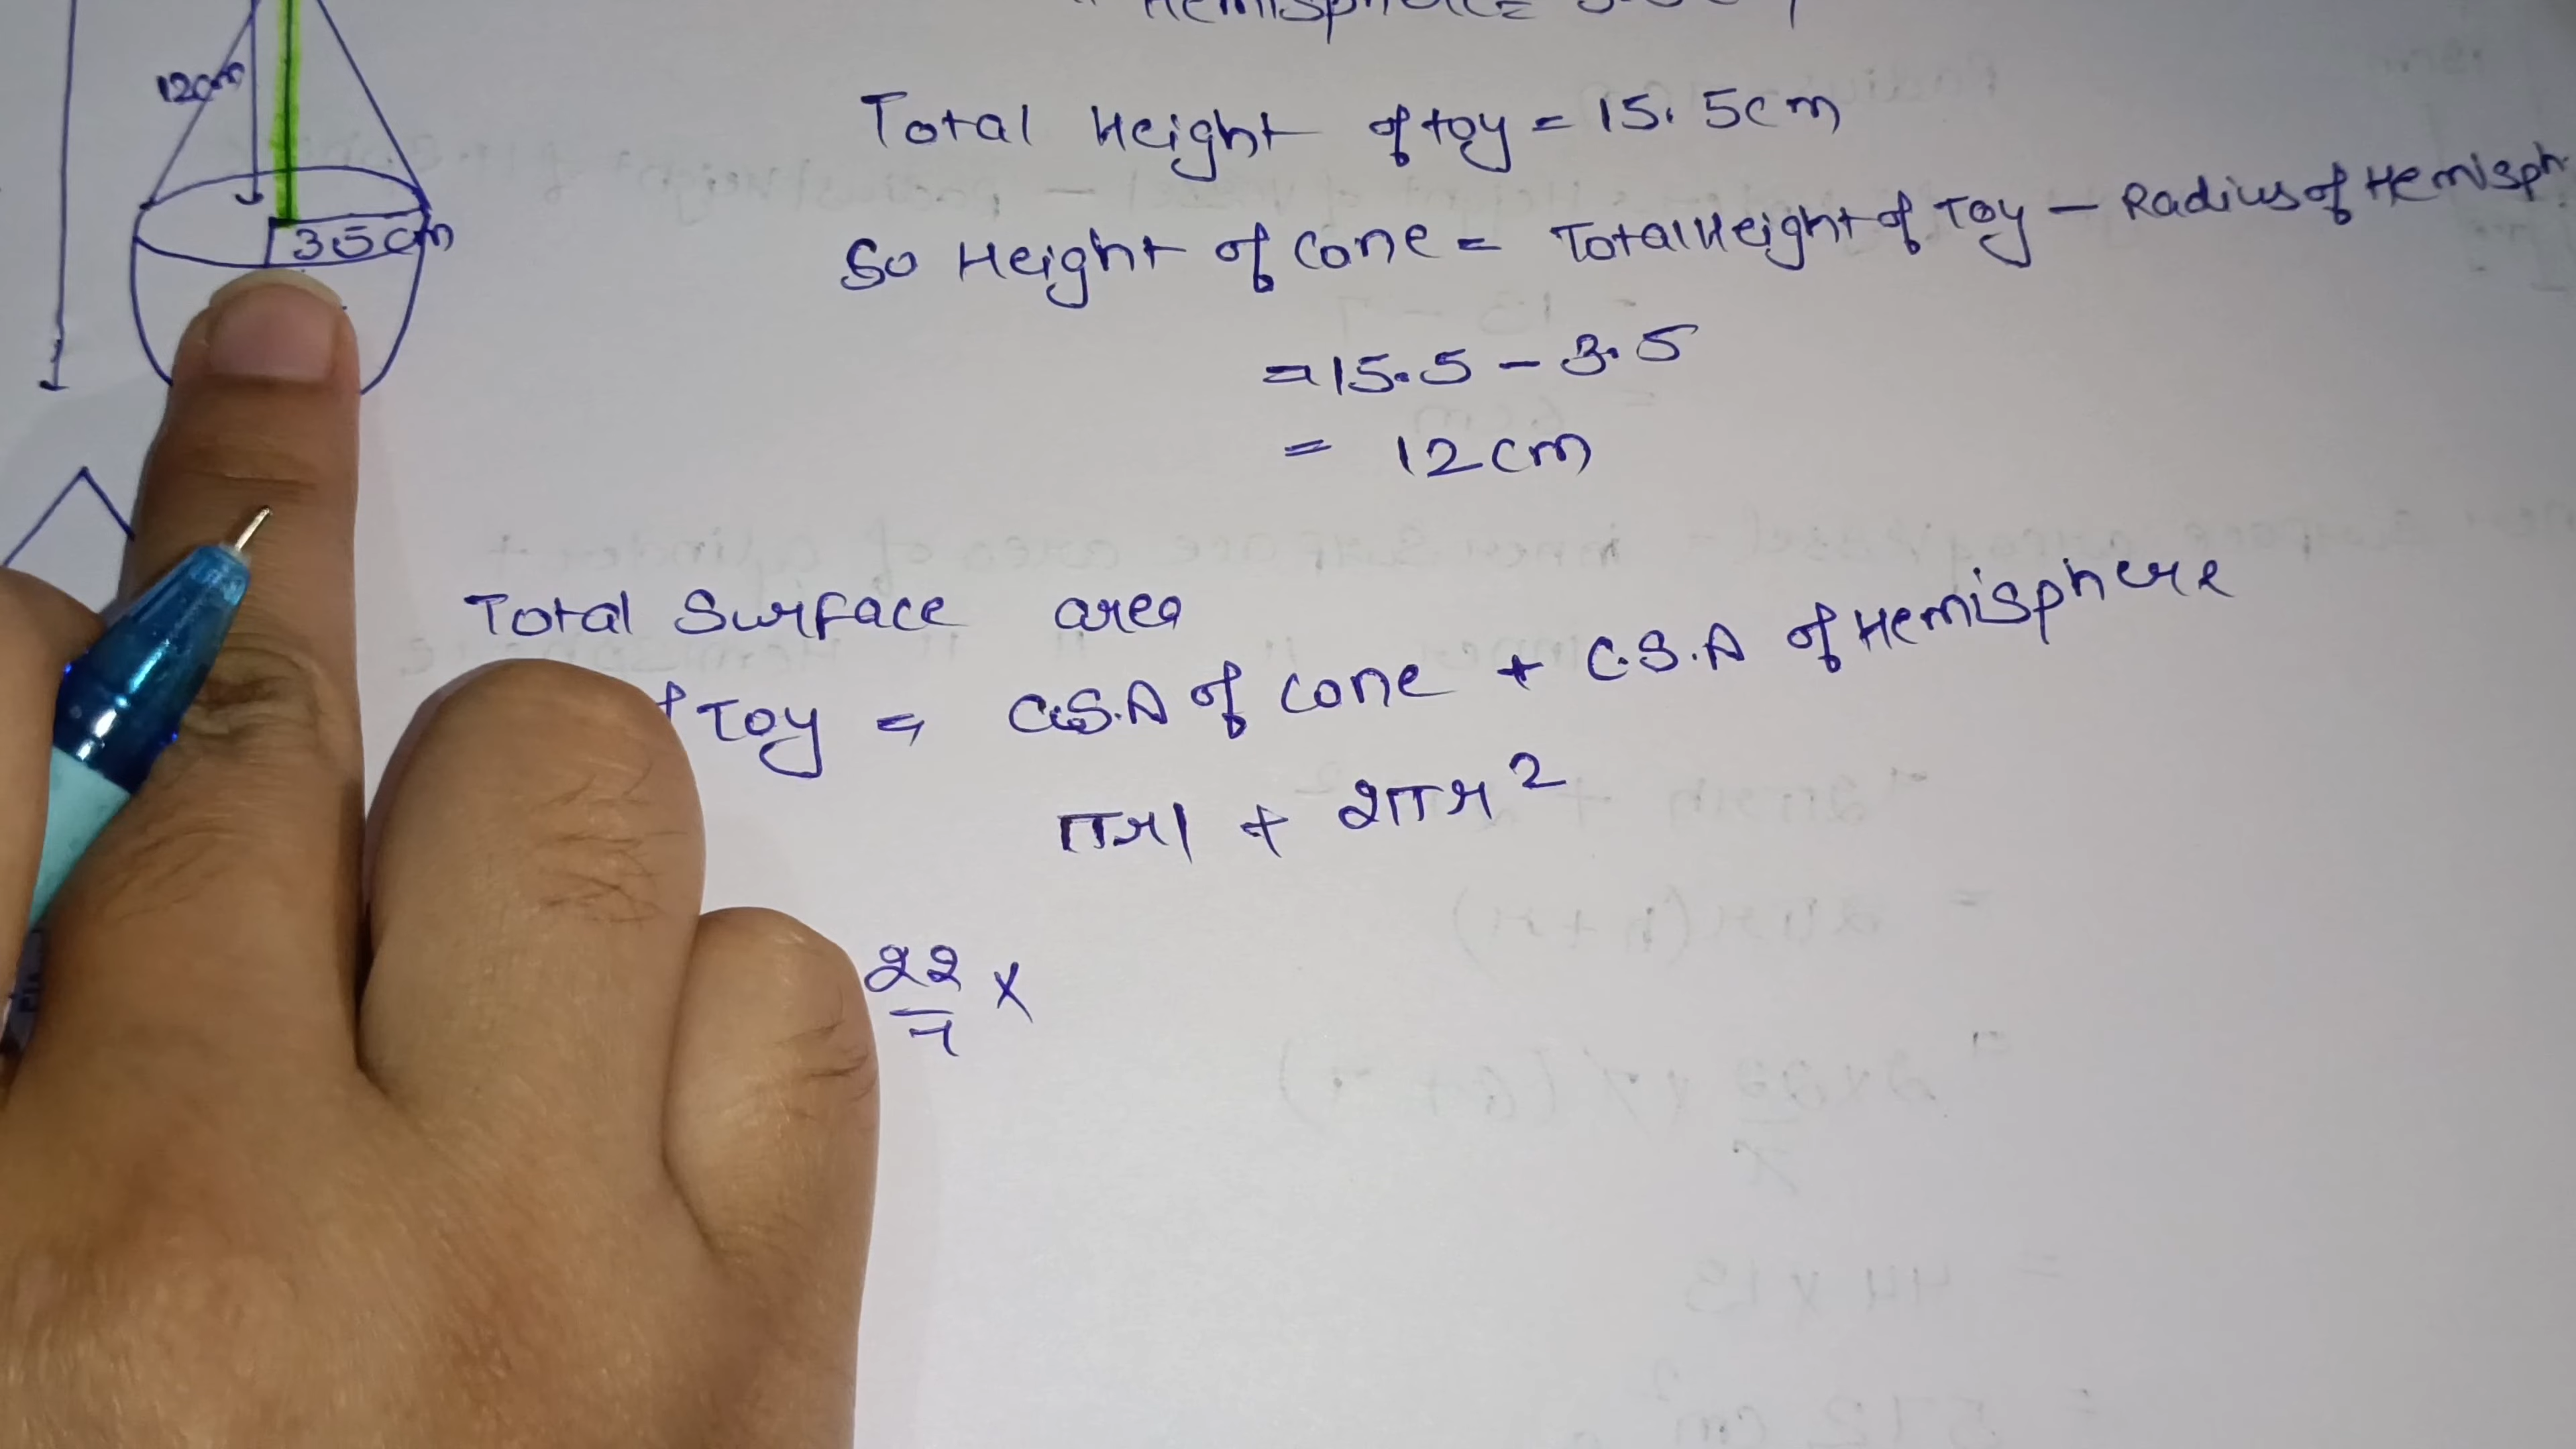 12cm
3.5cm
Total Height of toy = 15.5cm
So Height of cone = Total Height of Toy - Radius of Hemisph
= 15.5 - 3.5
= 12 cm
Total Surface area
Toy = C.S.A of cone + C.S.A of Hemisphere
πrl + 2πr²
22/7 ×